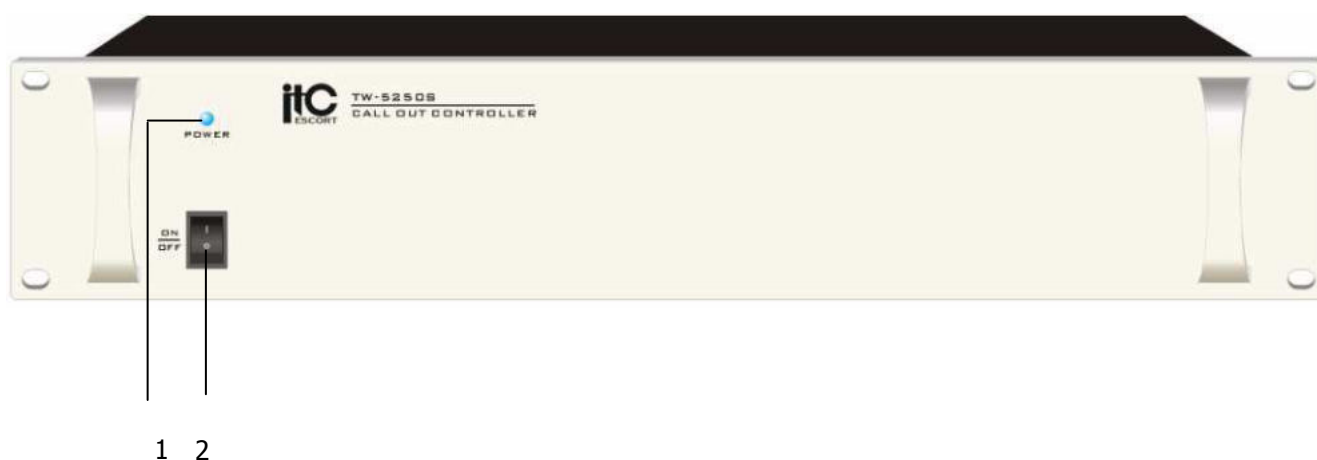 itC
ESCORT
TW-5250S
CALL OUT CONTROLLER
POWER
ON
OFF
1 2